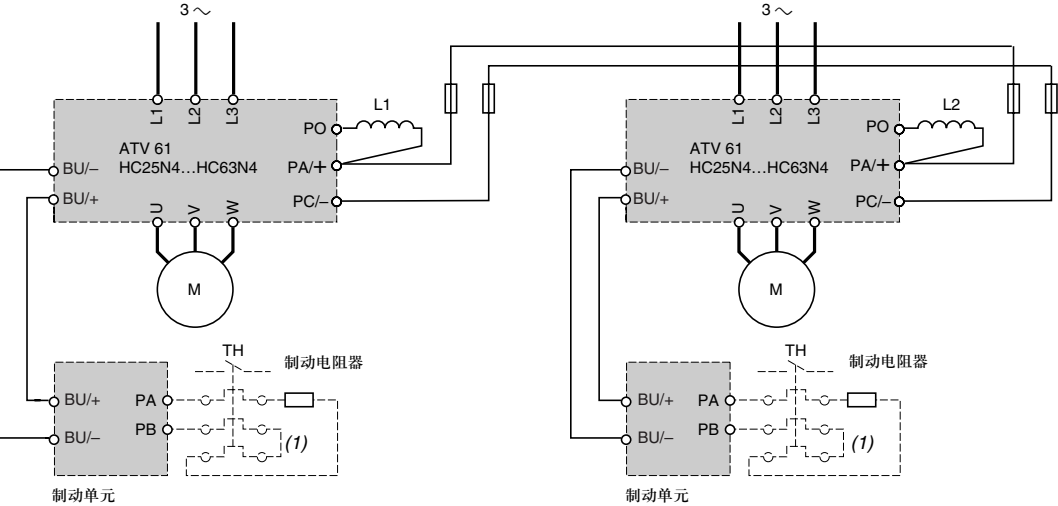 3 ~
3 ~
L1
L2
L3
L1
L2
L3
L1
L2
PO
PO
ATV 61
HC25N4...HC63N4
PA/+
ATV 61
HC25N4...HC63N4
PA/+
BU/–
BU/–
BU/+
PC/–
BU/+
PC/–
U
V
W
U
V
W
M
M
TH
制动电阻器
TH
制动电阻器
BU/+
PA
BU/+
PA
BU/–
PB
(1)
BU/–
PB
(1)
制动单元
制动单元